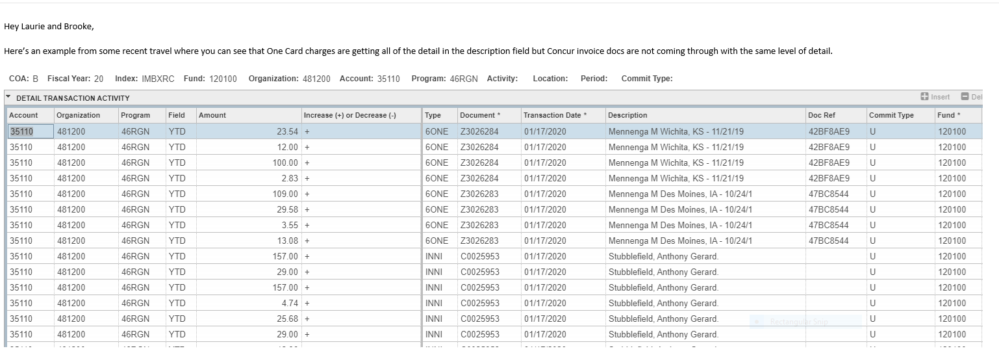 Hey Laurie and Brooke,
Here's an example from some recent travel where you can see that One Card charges are getting all of the detail in the description field but Concur invoice docs are not coming through with the same level of detail.
COA: B Fiscal Year: 20 Index: IMBXRC Fund: 120100 Organization: 481200 Account: 35110 Program: 46RGN Activity: Location: Period: Commit Type:
DETAIL TRANSACTION ACTIVITY Insert Del
Account Organization Program Field Amount Increase (+) or Decrease (-) Type Document * Transaction Date * Description Doc Ref Commit Type Fund *
35110 481200 46RGN YTD 23.54 + 6ONE Z3026284 01/17/2020 Mennenga M Wichita, KS - 11/21/19 42BF8AE9 U 120100
35110 481200 46RGN YTD 12.00 + 6ONE Z3026284 01/17/2020 Mennenga M Wichita, KS - 11/21/19 42BF8AE9 U 120100
35110 481200 46RGN YTD 100.00 + 6ONE Z3026284 01/17/2020 Mennenga M Wichita, KS - 11/21/19 42BF8AE9 U 120100
35110 481200 46RGN YTD 2.83 + 6ONE Z3026284 01/17/2020 Mennenga M Wichita, KS - 11/21/19 42BF8AE9 U 120100
35110 481200 46RGN YTD 109.00 + 6ONE Z3026283 01/17/2020 Mennenga M Des Moines, IA - 10/24/1 47BC8544 U 120100
35110 481200 46RGN YTD 29.58 + 6ONE Z3026283 01/17/2020 Mennenga M Des Moines, IA - 10/24/1 47BC8544 U 120100
35110 481200 46RGN YTD 3.55 + 6ONE Z3026283 01/17/2020 Mennenga M Des Moines, IA - 10/24/1 47BC8544 U 120100
35110 481200 46RGN YTD 13.08 + 6ONE Z3026283 01/17/2020 Mennenga M Des Moines, IA - 10/24/1 47BC8544 U 120100
35110 481200 46RGN YTD 157.00 + INNI C0025953 01/17/2020 Stubblefield, Anthony Gerard. U 120100
35110 481200 46RGN YTD 29.00 + INNI C0025953 01/17/2020 Stubblefield, Anthony Gerard. U 120100
35110 481200 46RGN YTD 157.00 + INNI C0025953 01/17/2020 Stubblefield, Anthony Gerard. U 120100
35110 481200 46RGN YTD 4.74 + INNI C0025953 01/17/2020 Stubblefield, Anthony Gerard. U 120100
35110 481200 46RGN YTD 25.68 + INNI C0025953 01/17/2020 Stubblefield, Anthony Gerard. Rectangular Snip U 120100
35110 481200 46RGN YTD 29.00 + INNI C0025953 01/17/2020 Stubblefield, Anthony Gerard. U 120100